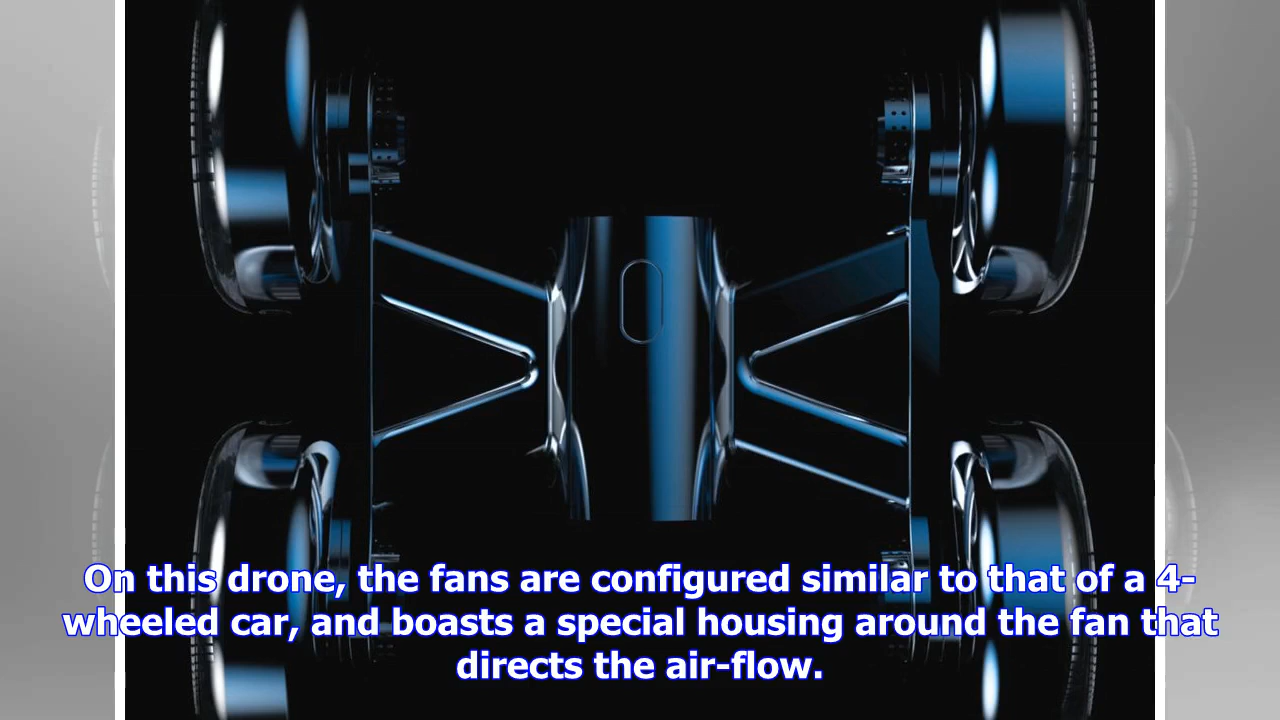 On this drone, the fans are configured similar to that of a 4-
wheeled car, and boasts a special housing around the fan that
directs the air-flow.